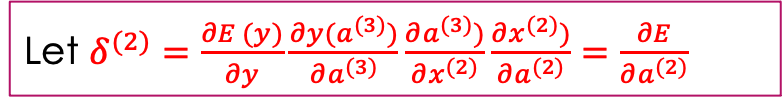 Let δ⁽²⁾ = ∂E (y)/∂y ∂y(a⁽³⁾)/∂a⁽³⁾ ∂a⁽³⁾)/∂x⁽²⁾ ∂x⁽²⁾)/∂a⁽²⁾ = ∂E/∂a⁽²⁾